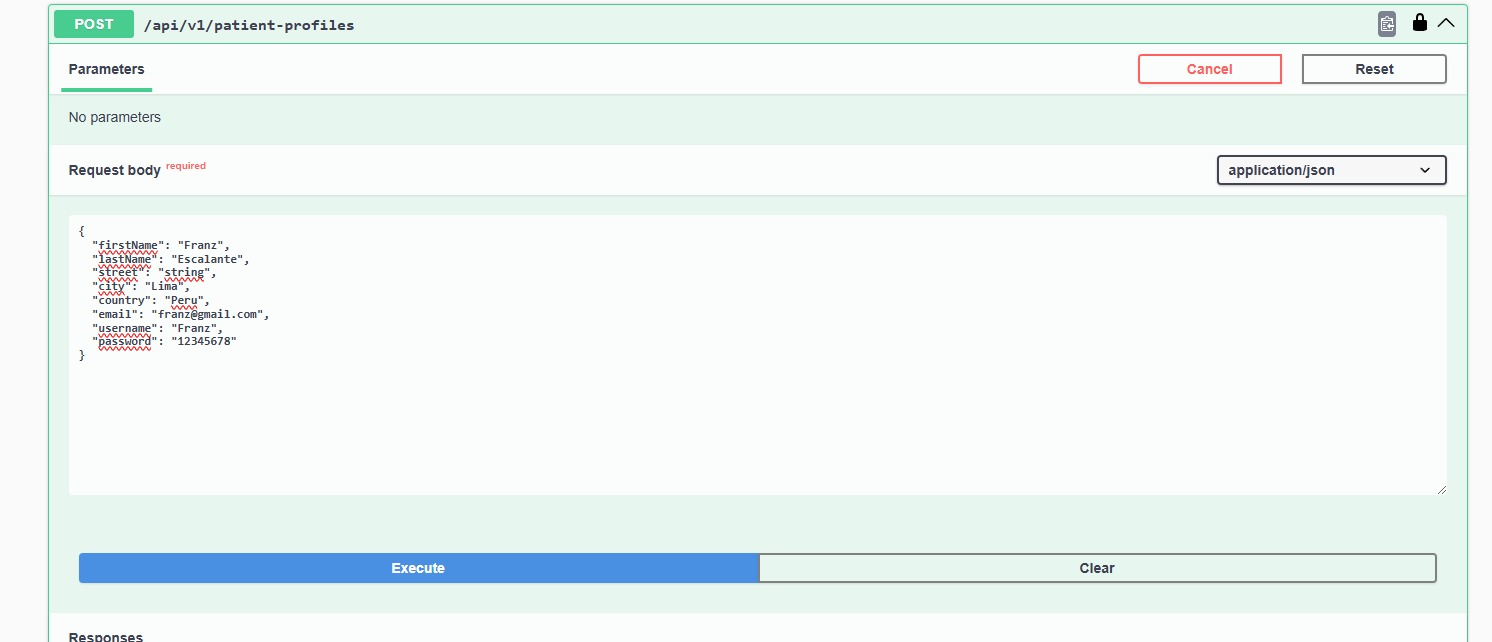 POST /api/v1/patient-profiles
Parameters
Cancel
Reset
No parameters
Request body required
application/json
{
  "firstName": "Franz",
  "lastName": "Escalante",
  "street": "string",
  "city": "Lima",
  "country": "Peru",
  "email": "franz@gmail.com",
  "username": "Franz",
  "password": "12345678"
}
Execute
Clear
Responses